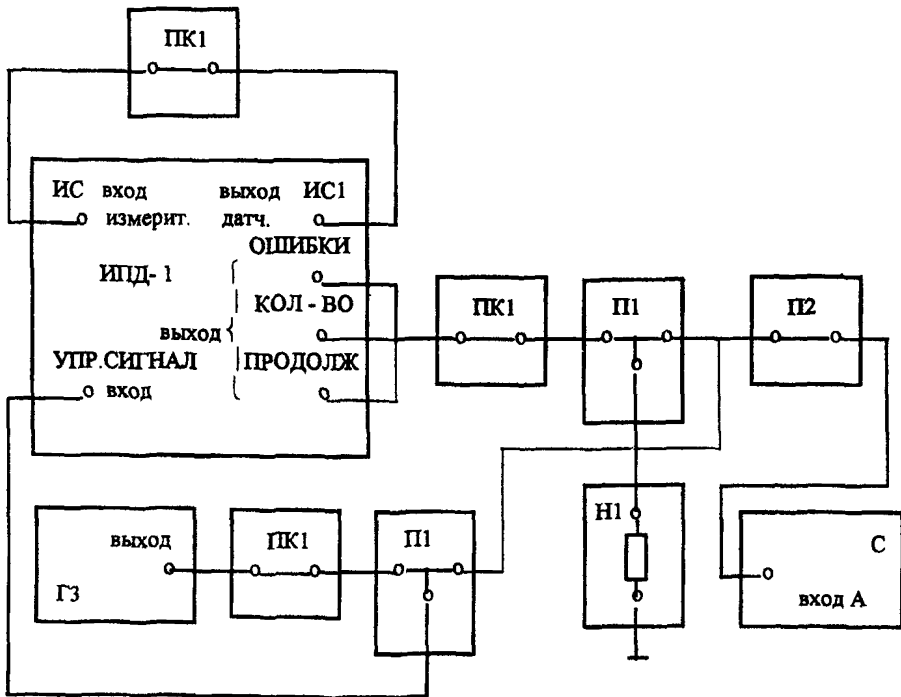 ПК1
ИС вход выход ИС1
измерит. датч.
ОШИБКИ
ИПД- 1
КОЛ - ВО
выход
УПР.СИГНАЛ ПРОДОЛЖ
вход
ПК1
П1
П2
выход
Г3
ПК1
П1
Н1
С
вход А